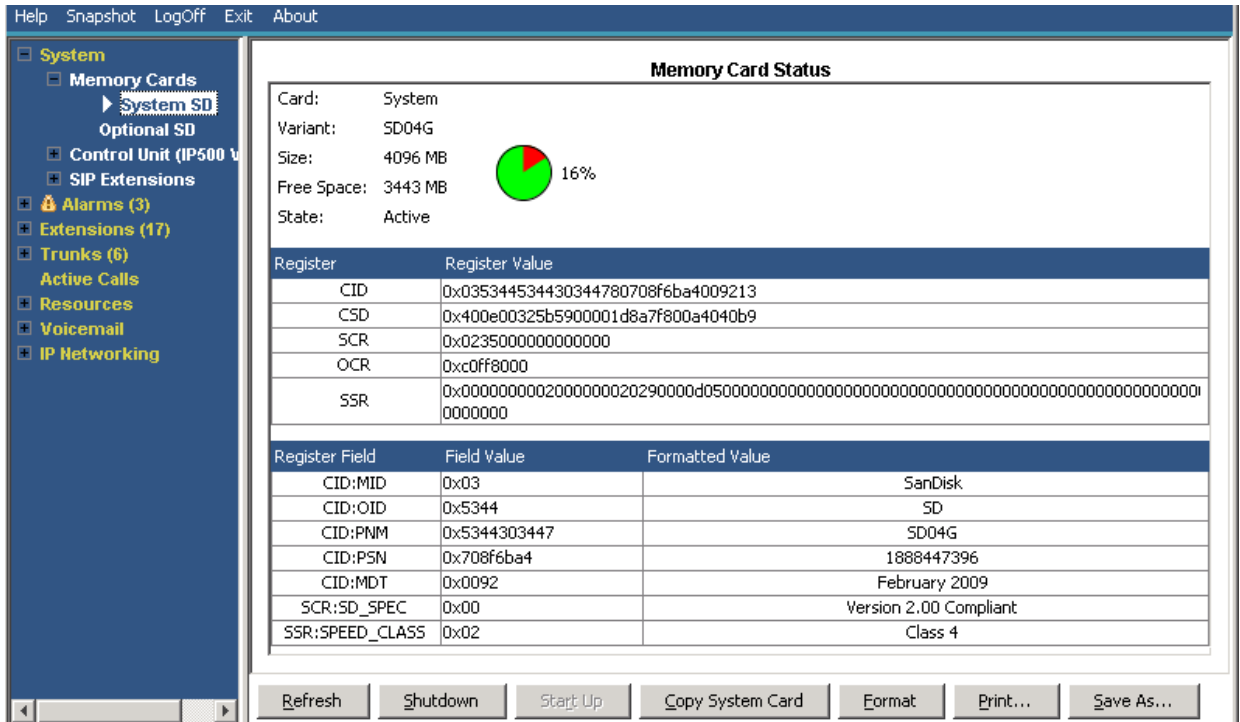 Help Snapshot LogOff Exit About
System
Memory Cards
System SD
Optional SD
Control Unit (IP500 V
SIP Extensions
Alarms (3)
Extensions (17)
Trunks (6)
Active Calls
Resources
Voicemail
IP Networking
Memory Card Status
Card: System
Variant: SD04G
Size: 4096 MB
16%
Free Space: 3443 MB
State: Active
Register Register Value
CID 0x035344534430344780708f6ba4009213
CSD 0x400e00325b5900001d8a7f800a4040b9
SCR 0x0235000000000000
OCR 0xc0ff8000
SSR
0000000
Register Field Field Value Formatted Value
CID:MID 0x03 SanDisk
CID:OID 0x5344 SD
CID:PNM 0x5344303447 SD04G
CID:PSN 0x708f6ba4 1888447396
CID:MDT 0x0092 February 2009
SCR:SD_SPEC 0x00 Version 2.00 Compliant
SSR:SPEED_CLASS 0x02 Class 4
Refresh Shutdown Start Up Copy System Card Format Print... Save As...